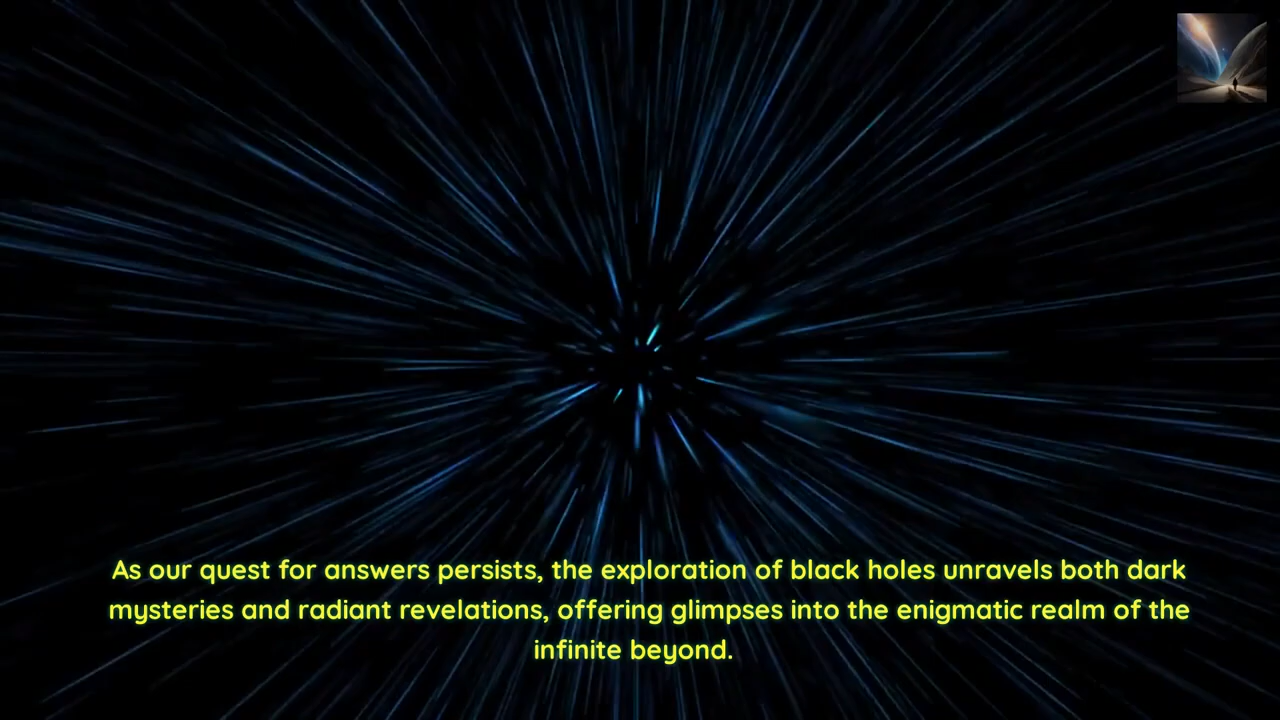 As our quest for answers persists, the exploration of black holes unravels both dark
mysteries and radiant revelations, offering glimpses into the enigmatic realm of the
infinite beyond.